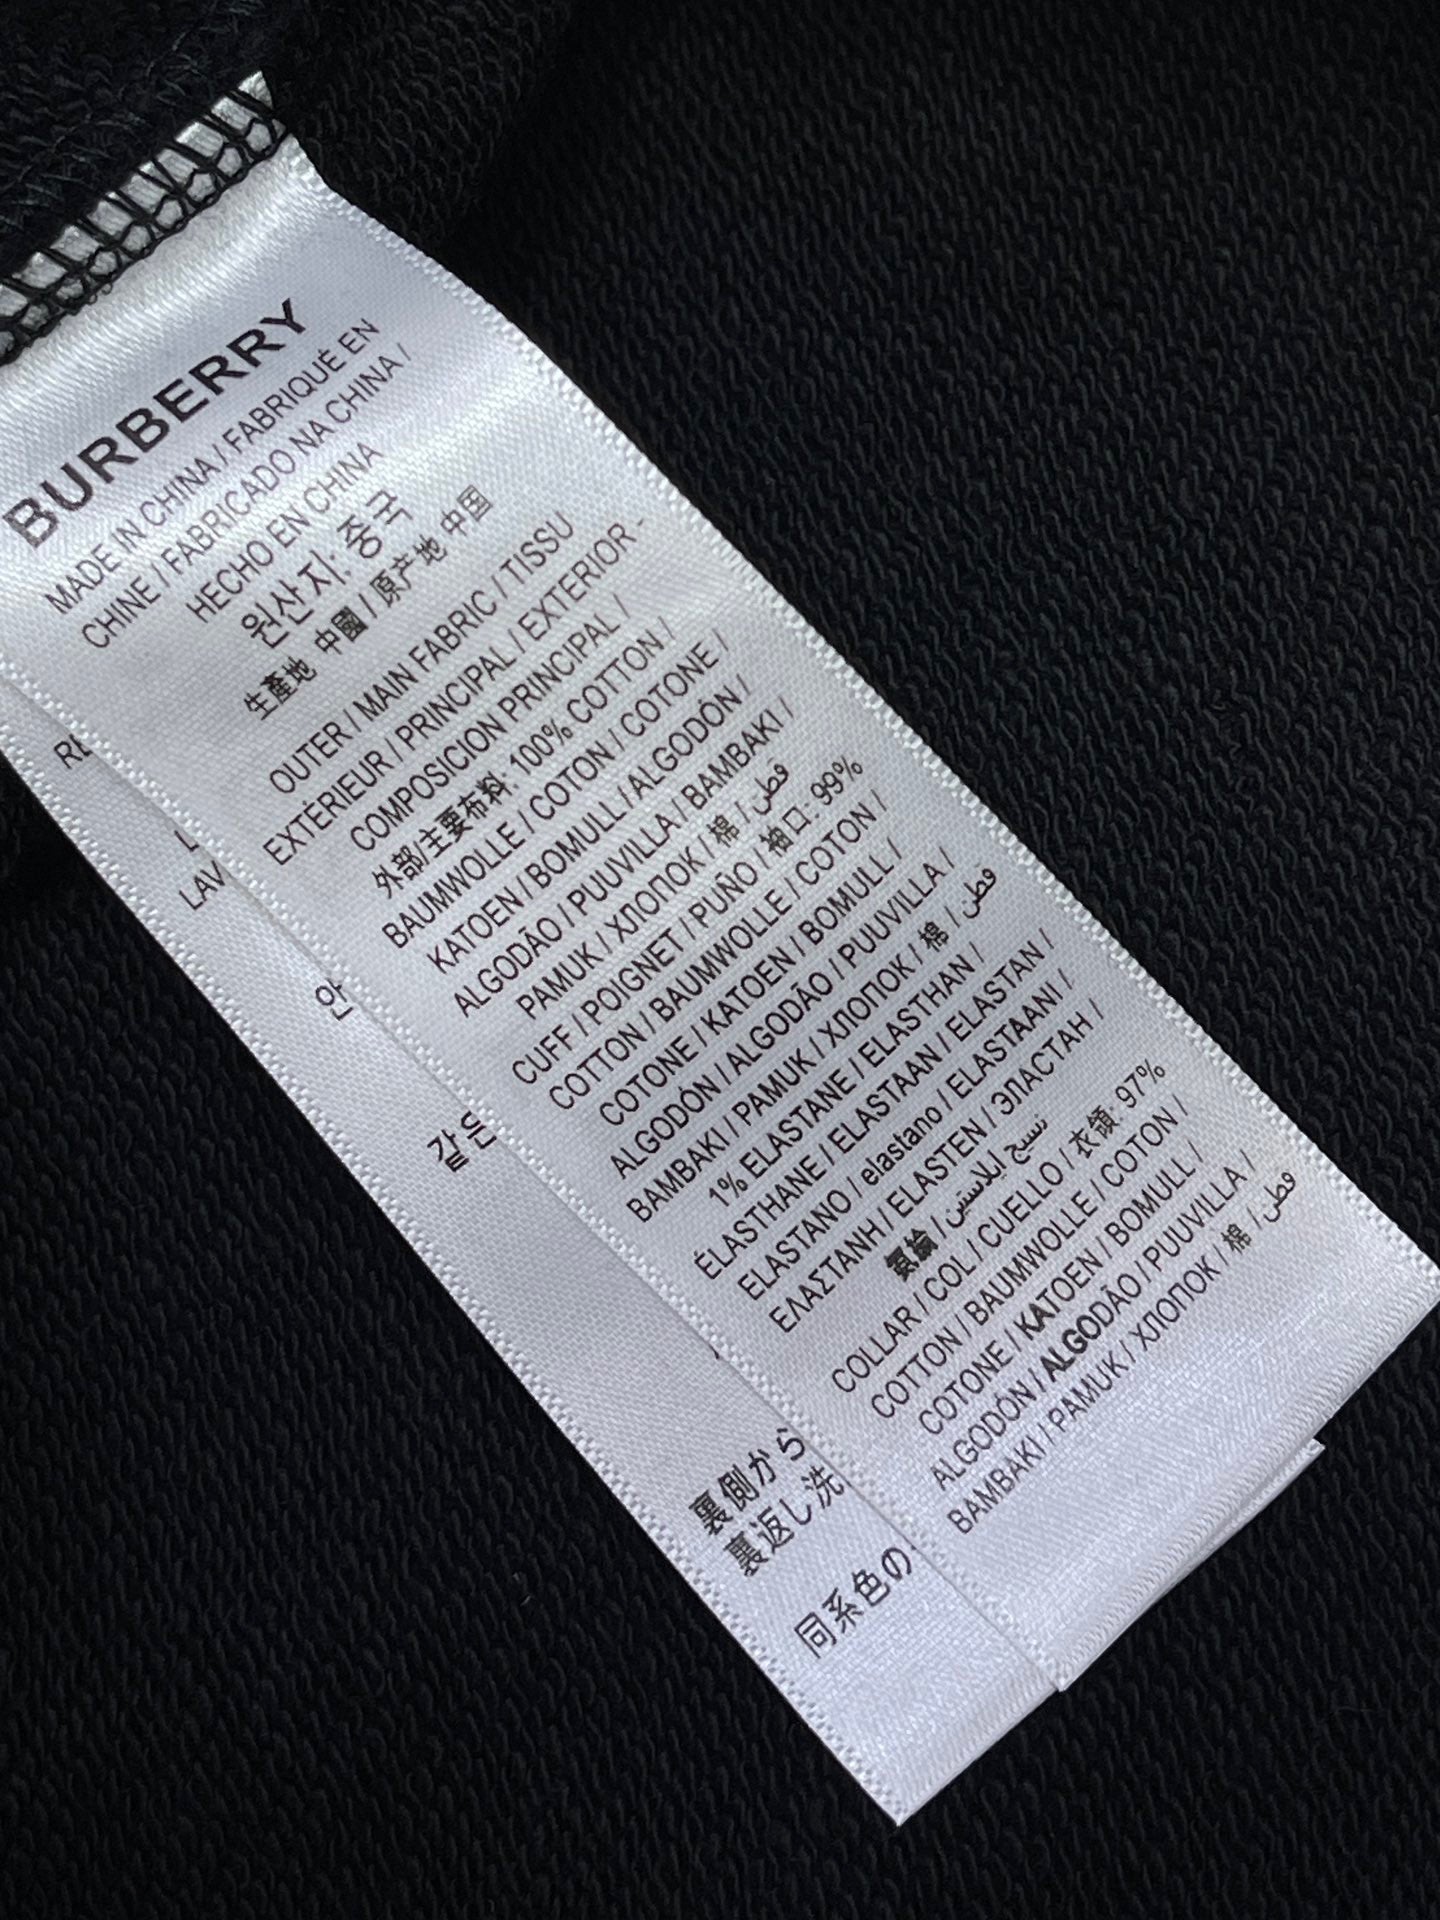 BURBERRY
MADE IN CHINA / FABRIQUÉ EN
CHINE / FABRICADO NA CHINA /
HECHO EN CHINA
원산지: 중국
生產地 中國 / 原产地 中国
OUTER / MAIN FABRIC / TISSU
EXTÉRIEUR / PRINCIPAL / EXTERIOR -
COMPOSICION PRINCIPAL /
外部/主要布料: 100% COTTON /
BAUMWOLLE / COTON / COTONE /
KATOEN / BOMULL / ALGODÓN /
ALGODÃO / PUUVILLA / BAMBAKI /
PAMUK / ХЛОПОК / 棉 / قطن
CUFF / POIGNET / PUÑO / 袖口: 99%
COTTON / BAUMWOLLE / COTON /
COTONE / KATOEN / BOMULL /
ALGODÓN / ALGODÃO / PUUVILLA /
BAMBAKI / PAMUK / ХЛОПОК / 棉 / قطن
1% ELASTANE / ELASTHAN /
ÉLASTHANE / ELASTAAN / ELASTAN /
ELASTANO / elastano / ELASTAANI /
ΕΛΑΣΤΑΝΗ / ELASTEN / ЭЛАСТАН /
氨綸 / نسيج ايلاستين
COLLAR / COL / CUELLO / 衣領: 97%
COTTON / BAUMWOLLE / COTON /
COTONE / KATOEN / BOMULL /
ALGODÓN / ALGODÃO / PUUVILLA /
BAMBAKI / PAMUK / ХЛОПОК / 棉 / قطن
LAV
안
같은
裏側から
裏返し洗
同系色の